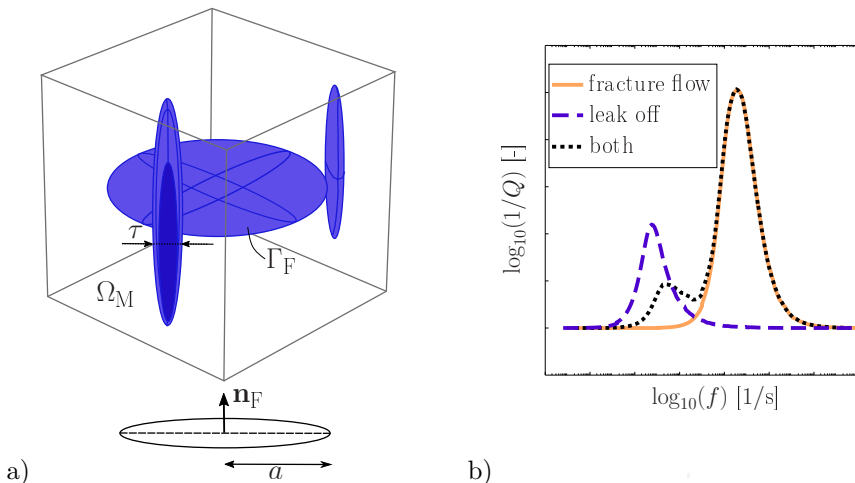 τ
Γ_F
Ω_M
n_F
a
a)
fracture flow
leak off
both
log₁₀(1/Q) [-]
log₁₀(f) [1/s]
b)